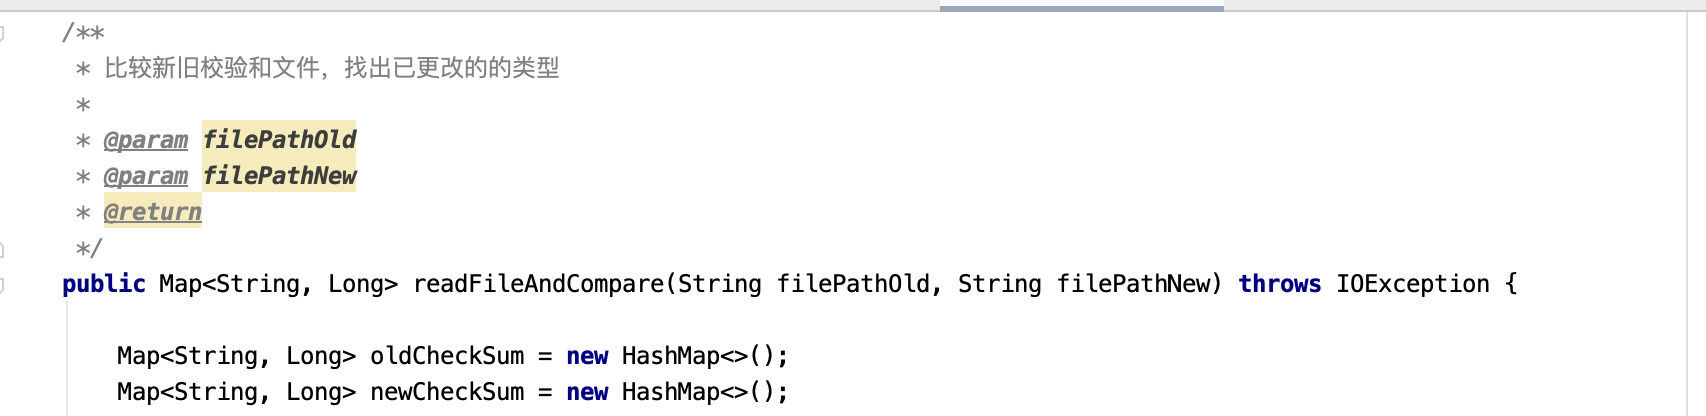 /**
 * 比较新旧校验和文件，找出已更改的的类型
 *
 * @param filePathOld
 * @param filePathNew
 * @return
 */
public Map<String, Long> readFileAndCompare(String filePathOld, String filePathNew) throws IOException {
    Map<String, Long> oldCheckSum = new HashMap<>();
    Map<String, Long> newCheckSum = new HashMap<>();